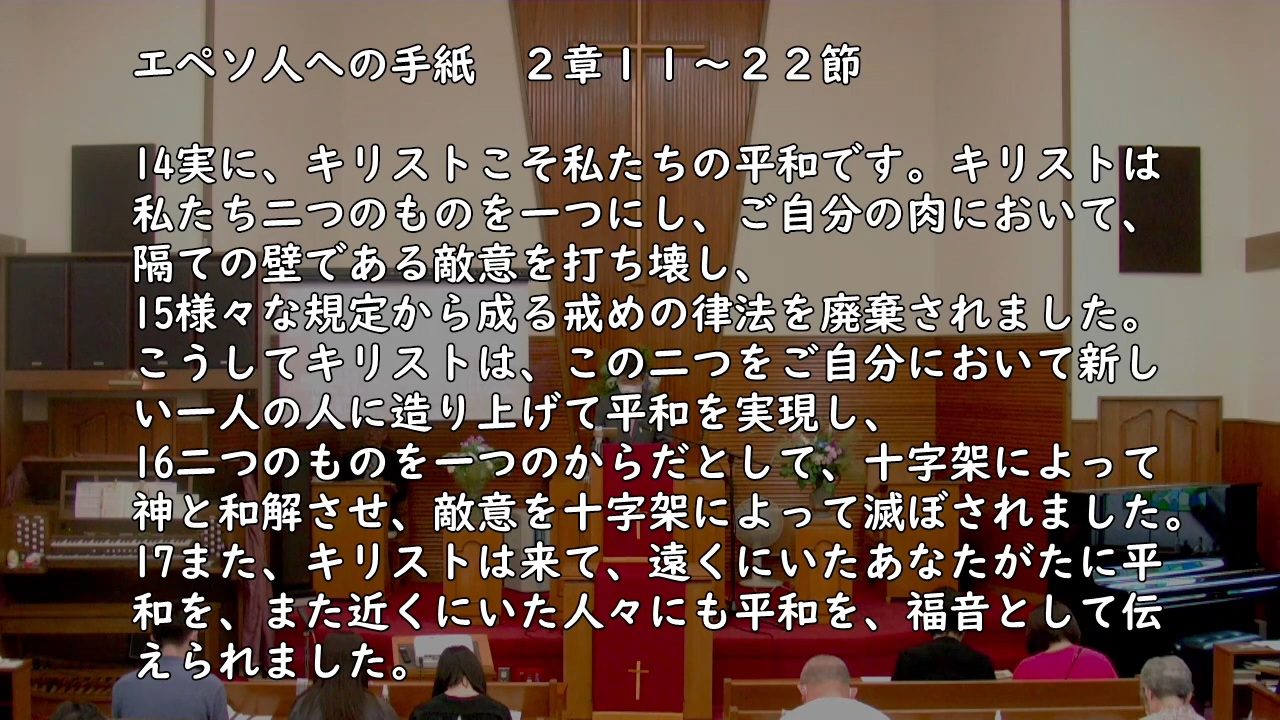 エペソ人への手紙　２章１１～２２節
14実に、キリストこそ私たちの平和です。キリストは
私たち二つのものを一つにし、ご自分の肉において、
隔ての壁である敵意を打ち壊し、
15様々な規定から成る戒めの律法を廃棄されました。
こうしてキリストは、この二つをご自分において新し
い一人の人に造り上げて平和を実現し、
16二つのものを一つのからだとして、十字架によって
神と和解させ、敵意を十字架によって滅ぼされました。
17また、キリストは来て、遠くにいたあなたがたに平
和を、また近くにいた人々にも平和を、福音として伝
えられました。